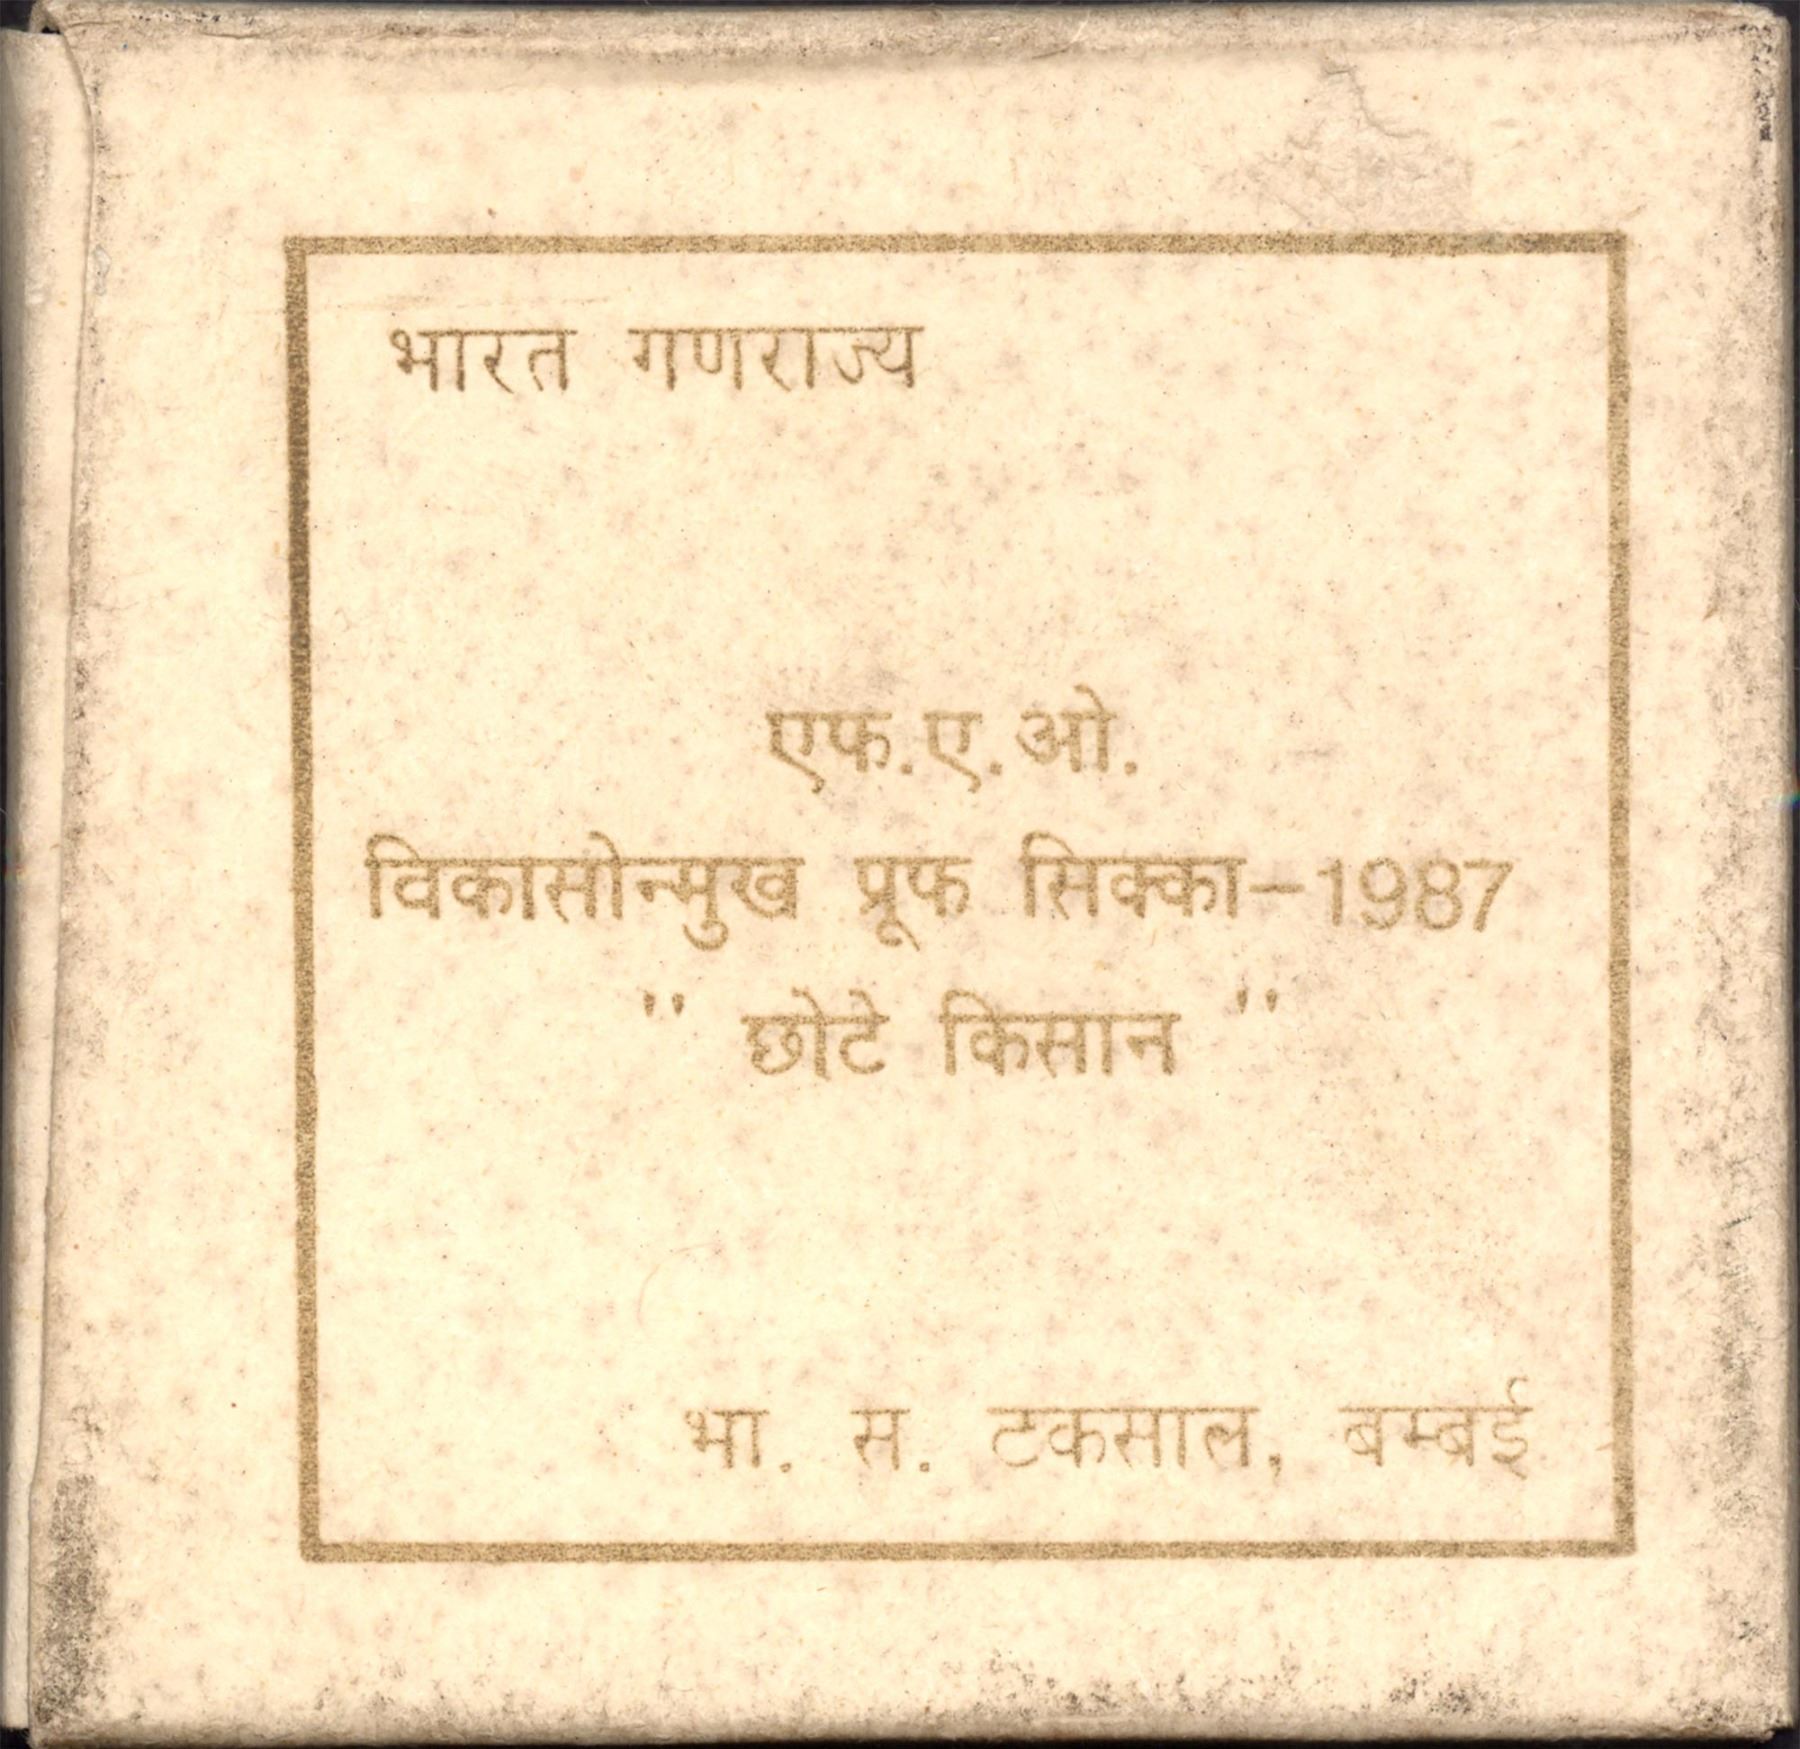 भारत गणराज्य
एफ.ए.ओ.
विकासोन्मुख प्रूफ सिक्का–1987
" छोटे किसान "
भा. स. टकसाल, बम्बई